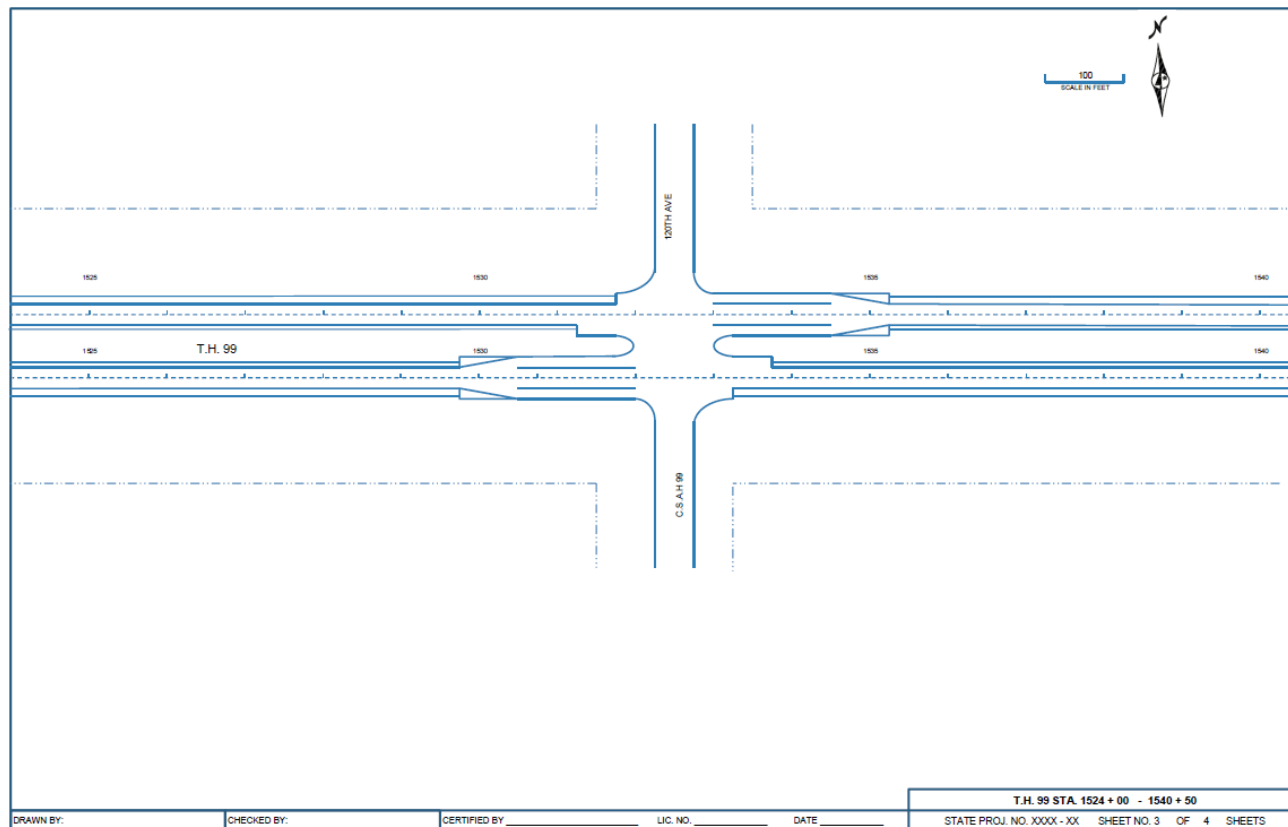 N
100
SCALE IN FEET
120TH AVE
1525 1530 1535 1540
T.H. 99
1525 1530 1535 1540
C.S.A.H 99
T.H. 99 STA. 1524 + 00 - 1540 + 50
DRAWN BY: CHECKED BY: CERTIFIED BY LIC. NO. DATE STATE PROJ. NO. XXXX - XX SHEET NO. 3 OF 4 SHEETS